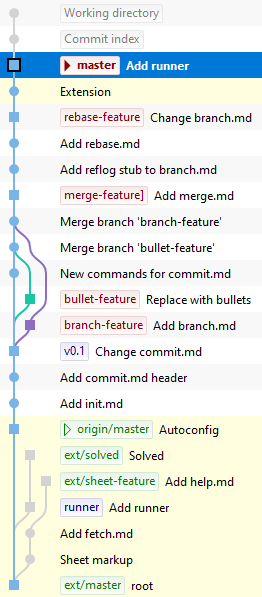 Working directory
Commit index
master Add runner
Extension
rebase-feature Change branch.md
Add rebase.md
Add reflog stub to branch.md
merge-feature] Add merge.md
Merge branch 'branch-feature'
Merge branch 'bullet-feature'
New commands for commit.md
bullet-feature Replace with bullets
branch-feature Add branch.md
v0.1 Change commit.md
Add commit.md header
Add init.md
origin/master Autoconfig
ext/solved Solved
ext/sheet-feature Add help.md
runner Add runner
Add fetch.md
Sheet markup
ext/master root